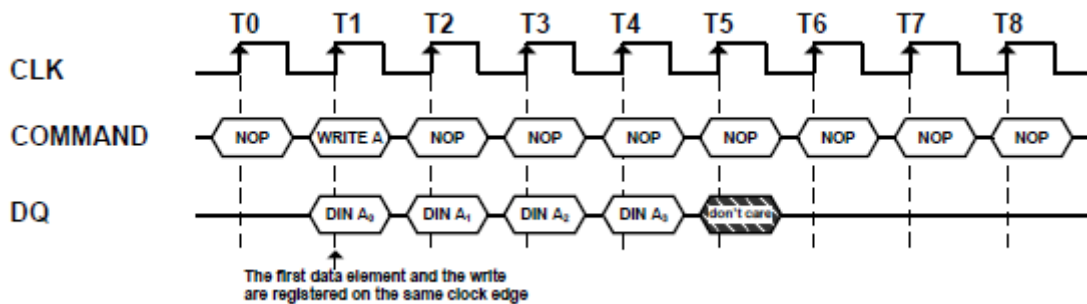 T0 T1 T2 T3 T4 T5 T6 T7 T8
CLK
COMMAND NOP WRITE A NOP NOP NOP NOP NOP NOP NOP
DQ DIN A₀ DIN A₁ DIN A₂ DIN A₃ don't care
The first data element and the write
are registered on the same clock edge